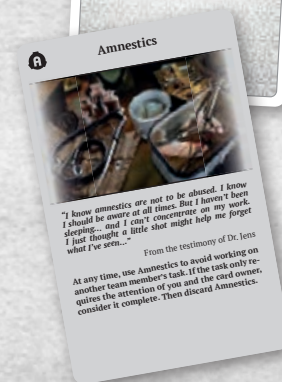 A
Amnestics
"I know amnestics are not to be abused. I know
I should be aware at all times. But I haven't been
sleeping... and I can't concentrate on my work.
I just thought a little shot might help me forget
what I've seen..."
From the testimony of Dr. Jens
At any time, use Amnestics to avoid working on
another team member's task. If the task only re-
quires the attention of you and the card owner,
consider it complete. Then discard Amnestics.